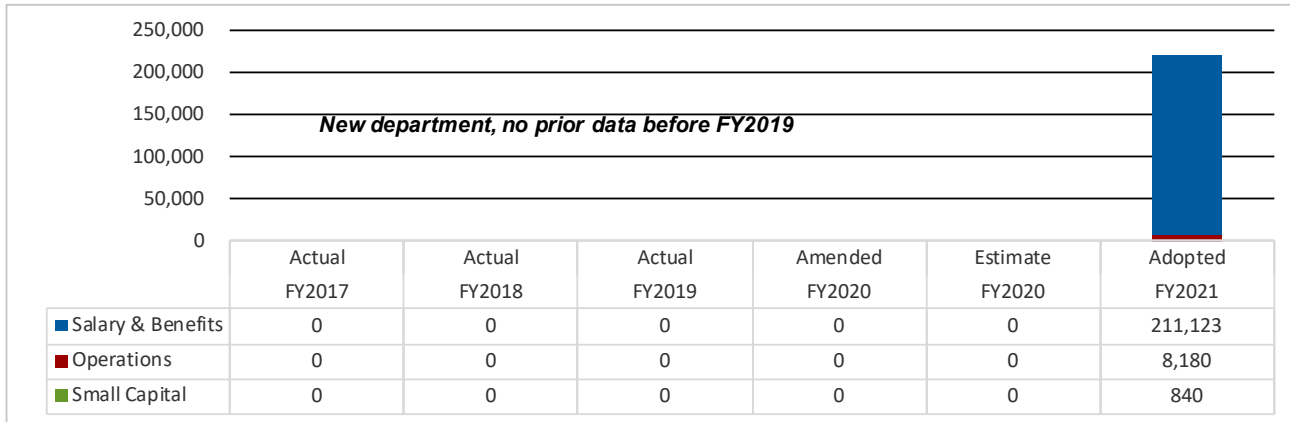 250,000
200,000
150,000
New department, no prior data before FY2019
100,000
50,000
0
Actual Actual Actual Amended Estimate Adopted
FY2017 FY2018 FY2019 FY2020 FY2020 FY2021
Salary & Benefits 0 0 0 0 0 211,123
Operations 0 0 0 0 0 8,180
Small Capital 0 0 0 0 0 840